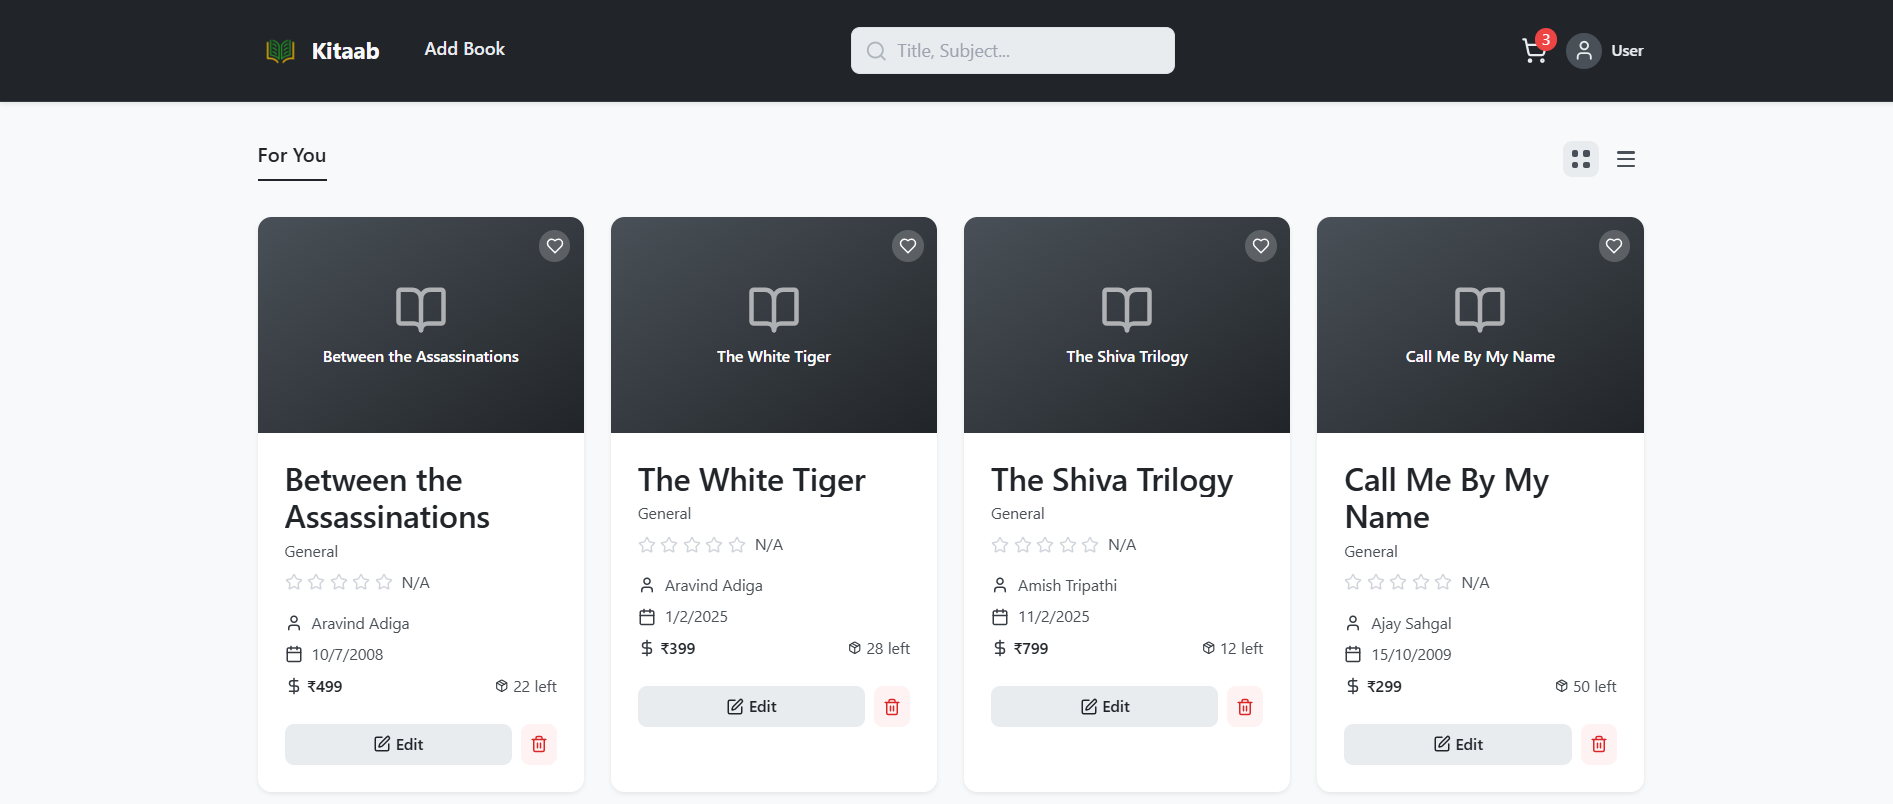 Kitaab
Add Book
Title, Subject...
3
User
For You
Between the Assassinations
Between the
Assassinations
General
N/A
Aravind Adiga
10/7/2008
₹499
22 left
Edit
The White Tiger
The White Tiger
General
N/A
Aravind Adiga
1/2/2025
₹399
28 left
Edit
The Shiva Trilogy
The Shiva Trilogy
General
N/A
Amish Tripathi
11/2/2025
₹799
12 left
Edit
Call Me By My Name
Call Me By My
Name
General
N/A
Ajay Sahgal
15/10/2009
₹299
50 left
Edit